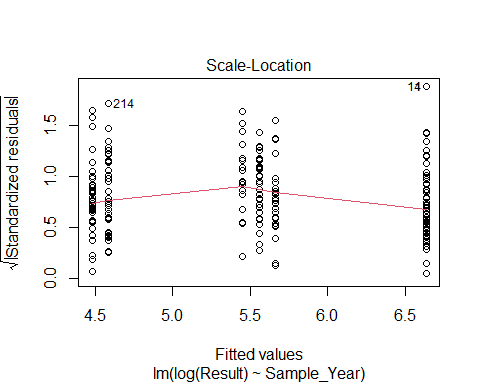 Scale-Location
√|Standardized residuals|
1.5
1.0
0.5
0.0
214
14
4.5 5.0 5.5 6.0 6.5
Fitted values
lm(log(Result) ~ Sample_Year)